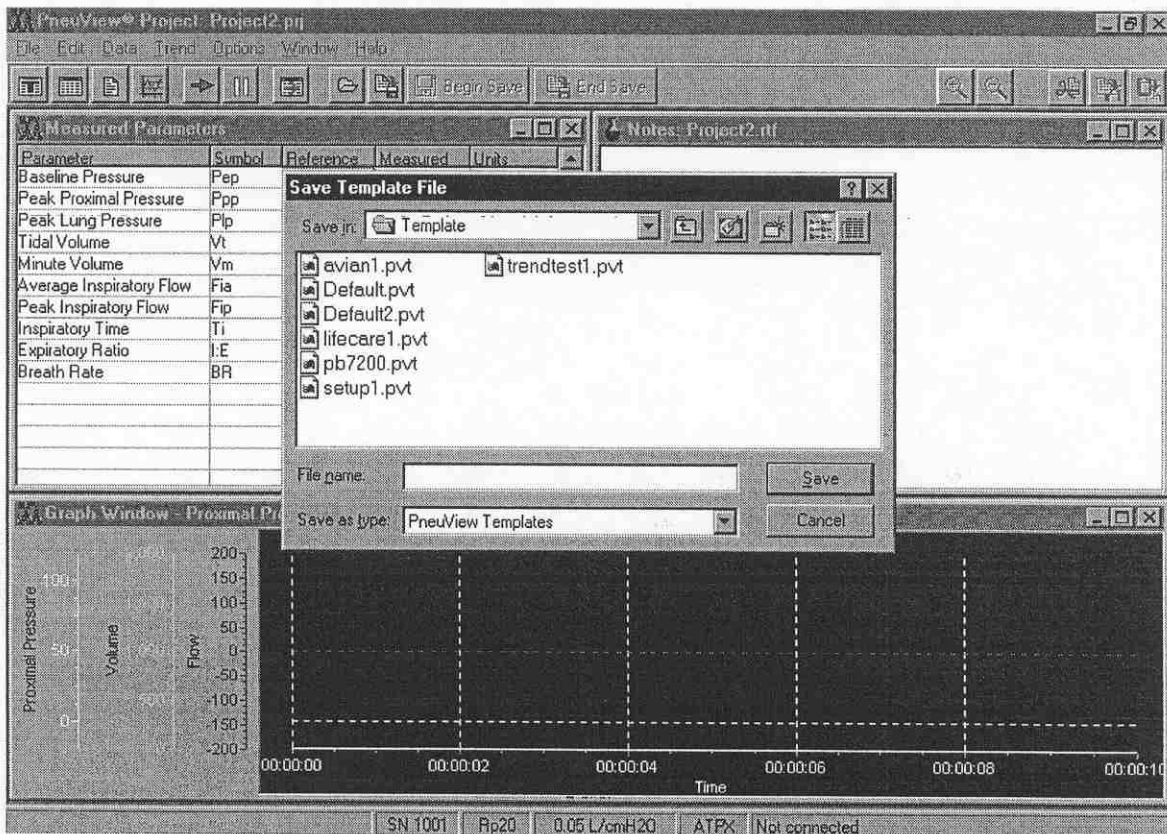 PneuView® Project: Project2.prj
File Edit Data Trend Options Window Help
Begin Save End Save
Measured Parameters
Parameter Symbol Reference Measured Units
Baseline Pressure Pep
Peak Proximal Pressure Ppp
Peak Lung Pressure Plp
Tidal Volume Vt
Minute Volume Vm
Average Inspiratory Flow Fia
Peak Inspiratory Flow Fip
Inspiratory Time Ti
Expiratory Ratio I:E
Breath Rate BR
Notes: Project2.rtf
Save Template File
Save in: Template
avian1.pvt
Default.pvt
Default2.pvt
lifecare1.pvt
pb7200.pvt
setup1.pvt
trendtest1.pvt
File name:
Save
Save as type: PneuView Templates
Cancel
Graph Window - Proximal
Proximal Pressure
100
50
0
Volume
Flow
200
150
100
50
0
-50
-100
-150
-200
00:00:00 00:00:02 00:00:04 00:00:06 00:00:08 00:00:10
Time
SN 1001 Rp20 0.05 L/cmH2O ATPX Not connected